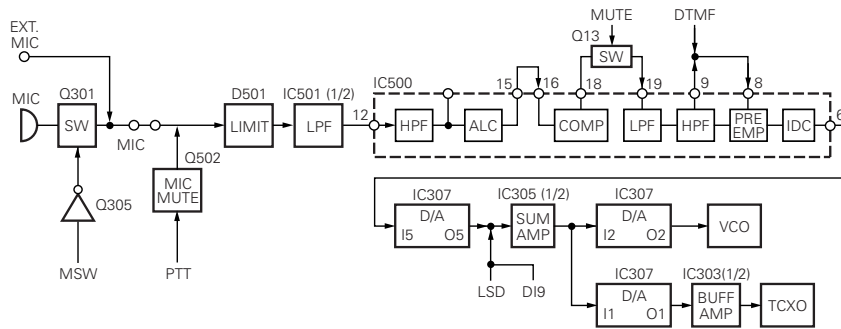 EXT.
MIC
MIC
Q301
SW
MIC
Q305
MSW
Q502
MIC
MUTE
PTT
D501
LIMIT
IC501 (1/2)
LPF
12
IC500
HPF
ALC
15
16
COMP
18
MUTE
Q13
SW
19
LPF
9
HPF
DTMF
8
PRE
EMP
IDC
6
IC307
D/A
I5 O5
LSD
DI9
IC305 (1/2)
SUM
AMP
IC307
D/A
I2 O2
VCO
IC307
D/A
I1 O1
IC303(1/2)
BUFF
AMP
TCXO